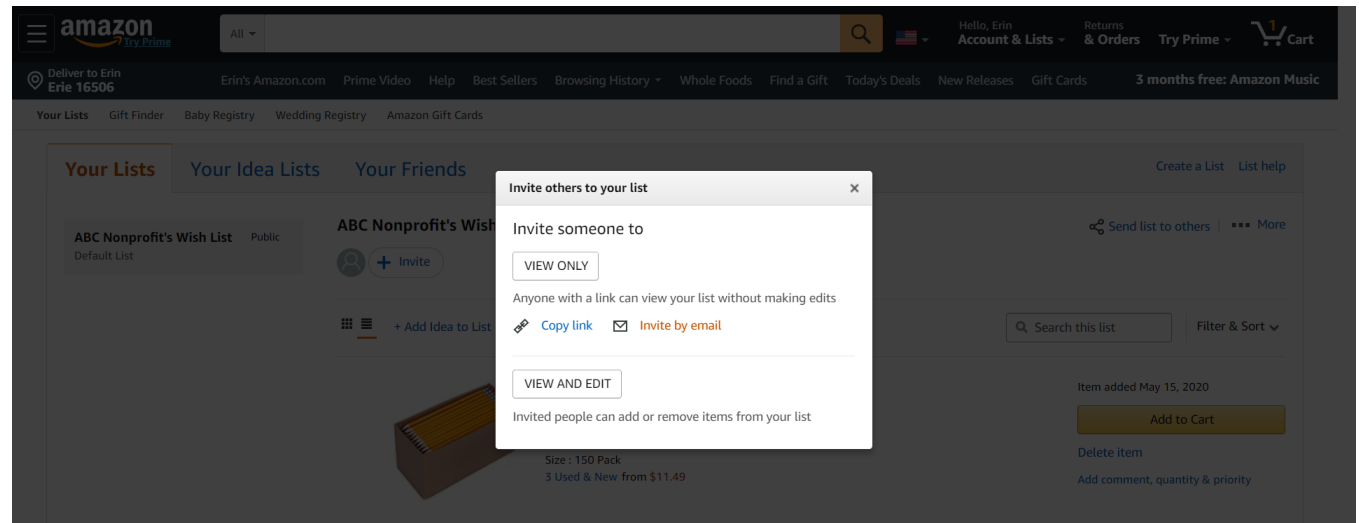 amazon
Try Prime
All
Hello, Erin
Account & Lists
Returns
& Orders
Try Prime
1
Cart
Deliver to Erin
Erie 16506
Erin's Amazon.com Prime Video Help Best Sellers Browsing History Whole Foods Find a Gift Today's Deals New Releases Gift Cards 3 months free: Amazon Music
Your Lists Gift Finder Baby Registry Wedding Registry Amazon Gift Cards
Your Lists Your Idea Lists Your Friends Create a List List help
ABC Nonprofit's Wish List Public
Default List
ABC Nonprofit's Wish
+ Invite
Send list to others | ... More
+ Add Idea to List
Search this list
Filter & Sort
Invite others to your list
Invite someone to
VIEW ONLY
Anyone with a link can view your list without making edits
Copy link Invite by email
VIEW AND EDIT
Invited people can add or remove items from your list
Size : 150 Pack
3 Used & New from $11.49
Item added May 15, 2020
Add to Cart
Delete item
Add comment, quantity & priority